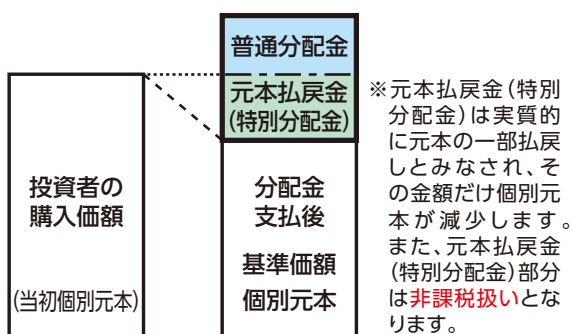 普通分配金
元本払戻金
(特別分配金)
投資者の
購入価額
(当初個別元本)
分配金
支払後
基準価額
個別元本
※元本払戻金(特別
分配金)は実質的
に元本の一部払戻
しとみなされ、そ
の金額だけ個別元
本が減少します。
また、元本払戻金
(特別分配金)部分
は非課税扱いとな
ります。